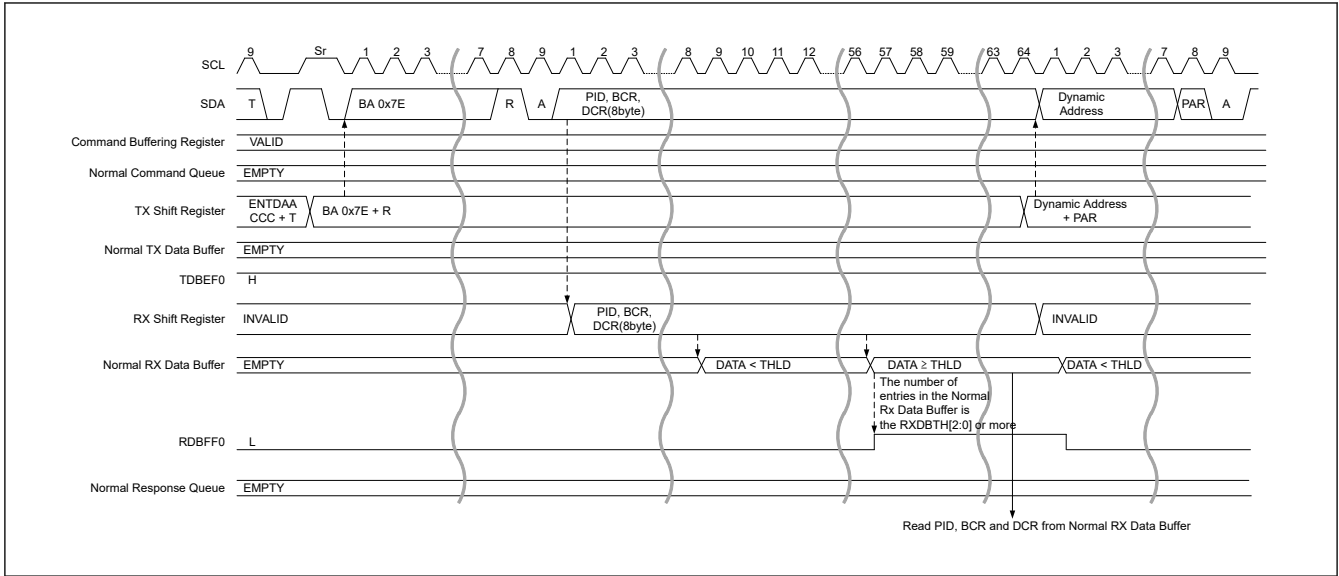 9 Sr 1 2 3 7 8 9 1 2 3 8 9 10 11 12 56 57 58 59 63 64 1 2 3 7 8 9
SCL
SDA T BA 0x7E R A PID, BCR, DCR(8byte) Dynamic Address PAR A
Command Buffering Register VALID
Normal Command Queue EMPTY
TX Shift Register ENTDAA CCC + T BA 0x7E + R Dynamic Address + PAR
Normal TX Data Buffer EMPTY
TDBEF0 H
RX Shift Register INVALID PID, BCR, DCR(8byte) INVALID
Normal RX Data Buffer EMPTY DATA < THLD DATA ≥ THLD DATA < THLD
The number of
entries in the Normal
Rx Data Buffer is
the RXDBTH[2:0] or more
RDBFF0 L
Normal Response Queue EMPTY
Read PID, BCR and DCR from Normal RX Data Buffer